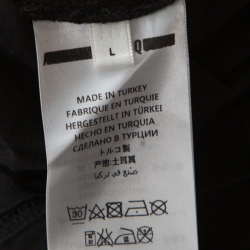 L Q
MADE IN TURKEY
FABRIQUE EN TURQUIE
HERGESTELLT IN TÜRKEI
HECHO EN TURQUIA
СДЕЛАНО В ТУРЦИИ
トルコ製
产地:土耳其
صنع في تركيا
30